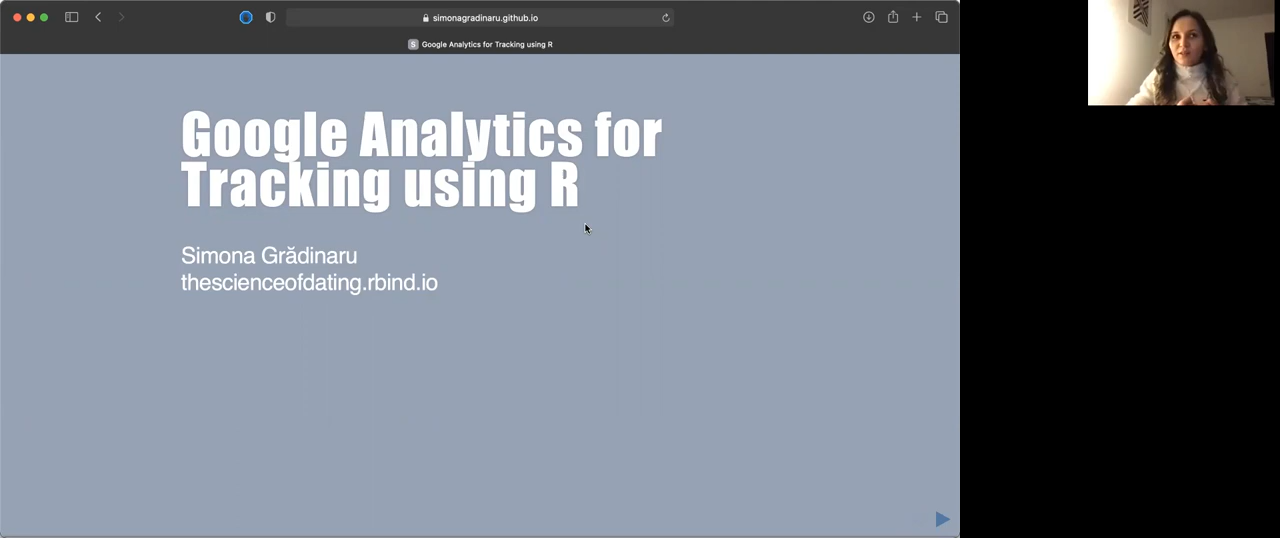 simonagradinaru.github.io
S Google Analytics for Tracking using R
Google Analytics for
Tracking using R
Simona Grădinaru
thescienceofdating.rbind.io